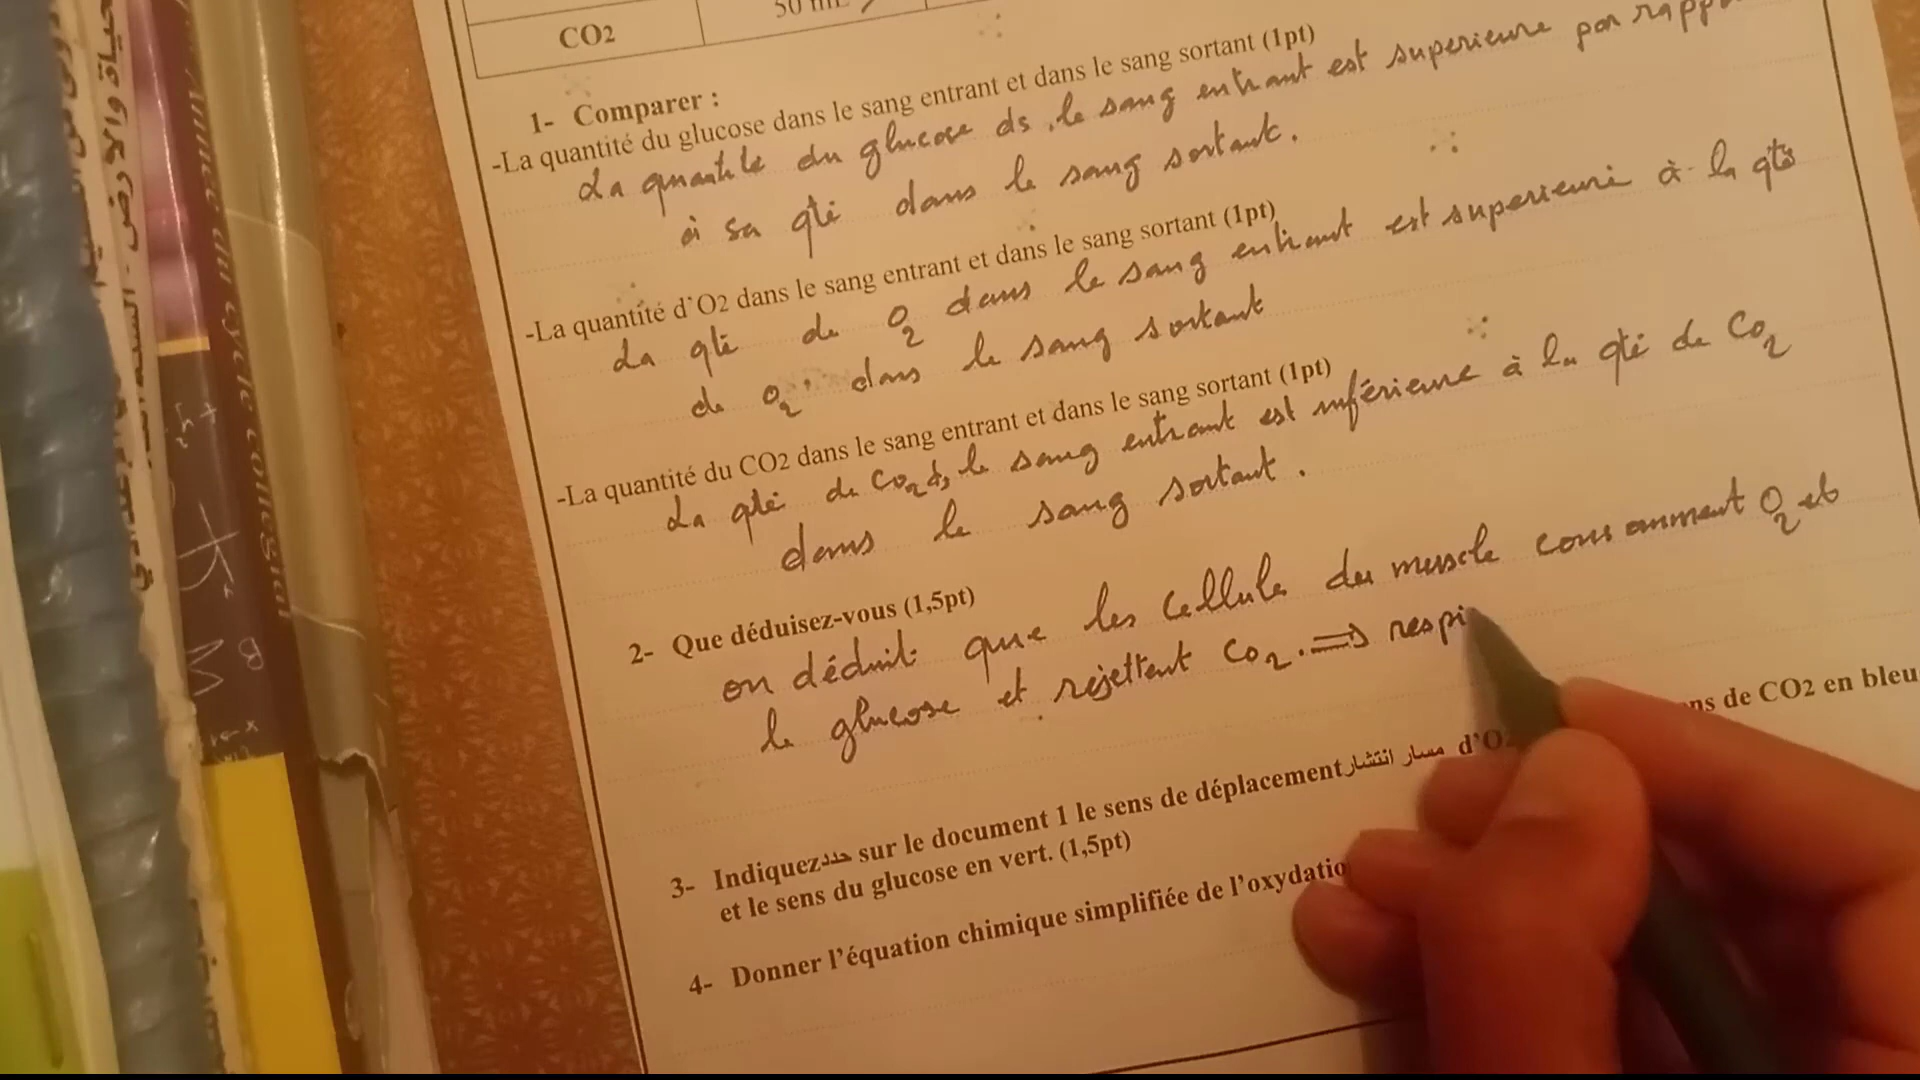 CO2
50 mL
1- Comparer :
-La quantité du glucose dans le sang entrant et dans le sang sortant (1pt)
La quantité du glucose ds le sang entrant est superieure par rappo
à sa qté dans le sang sortant.
-La quantité d'O2 dans le sang entrant et dans le sang sortant (1pt)
La qté de O2 dans le sang entrant est superieure à la qté
de O2 dans le sang sortant
-La quantité du CO2 dans le sang entrant et dans le sang sortant (1pt)
La qté de CO2 ds le sang entrant est inférieure à la qté de CO2
dans le sang sortant.
2- Que déduisez-vous (1,5pt)
on déduit que les cellule du muscle consomment O2 et
le glucose et rejettent CO2. => respi
3- Indiquez حدد sur le document 1 le sens de déplacement مسار انتشار d'O
ns de CO2 en bleu
et le sens du glucose en vert. (1,5pt)
4- Donner l'équation chimique simplifiée de l'oxydatio